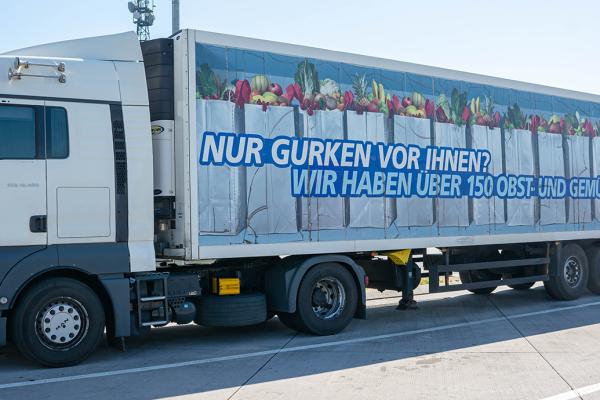 NUR GURKEN VOR IHNEN?
WIR HABEN ÜBER 150 OBST- UND GEMÜ